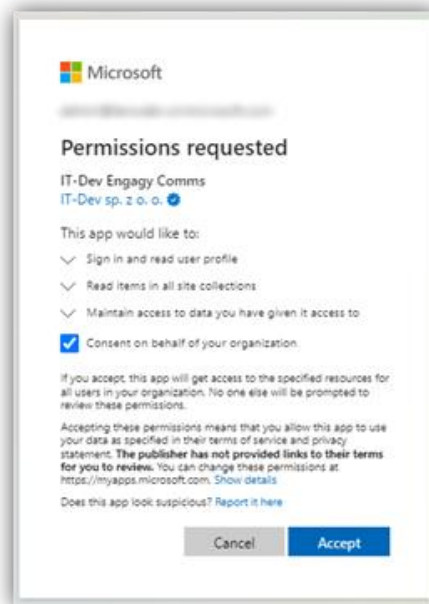 Microsoft
Permissions requested
IT-Dev Engagy Comms
IT-Dev sp. z o. o.
This app would like to:
Sign in and read user profile
Read items in all site collections
Maintain access to data you have given it access to
Consent on behalf of your organization
If you accept, this app will get access to the specified resources for
all users in your organization. No one else will be prompted to
review these permissions.
Accepting these permissions means that you allow this app to use
your data as specified in their terms of service and privacy
statement. The publisher has not provided links to their terms
for you to review. You can change these permissions at
https://myapps.microsoft.com. Show details
Does this app look suspicious? Report it here
Cancel Accept